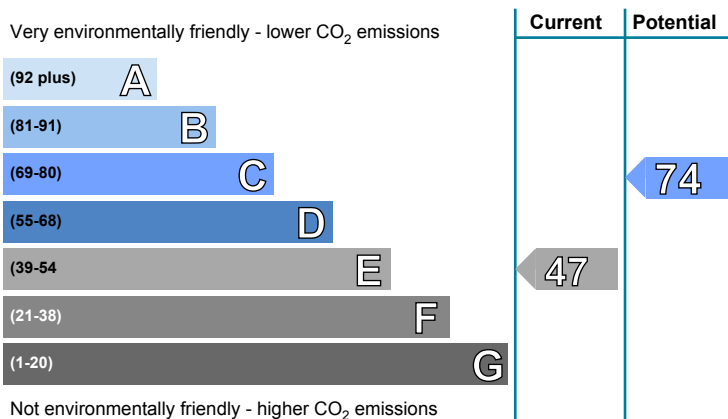 Current Potential
Very environmentally friendly - lower CO2 emissions
(92 plus) A
(81-91) B
(69-80) C
74
(55-68) D
(39-54 E
47
(21-38) F
(1-20) G
Not environmentally friendly - higher CO2 emissions